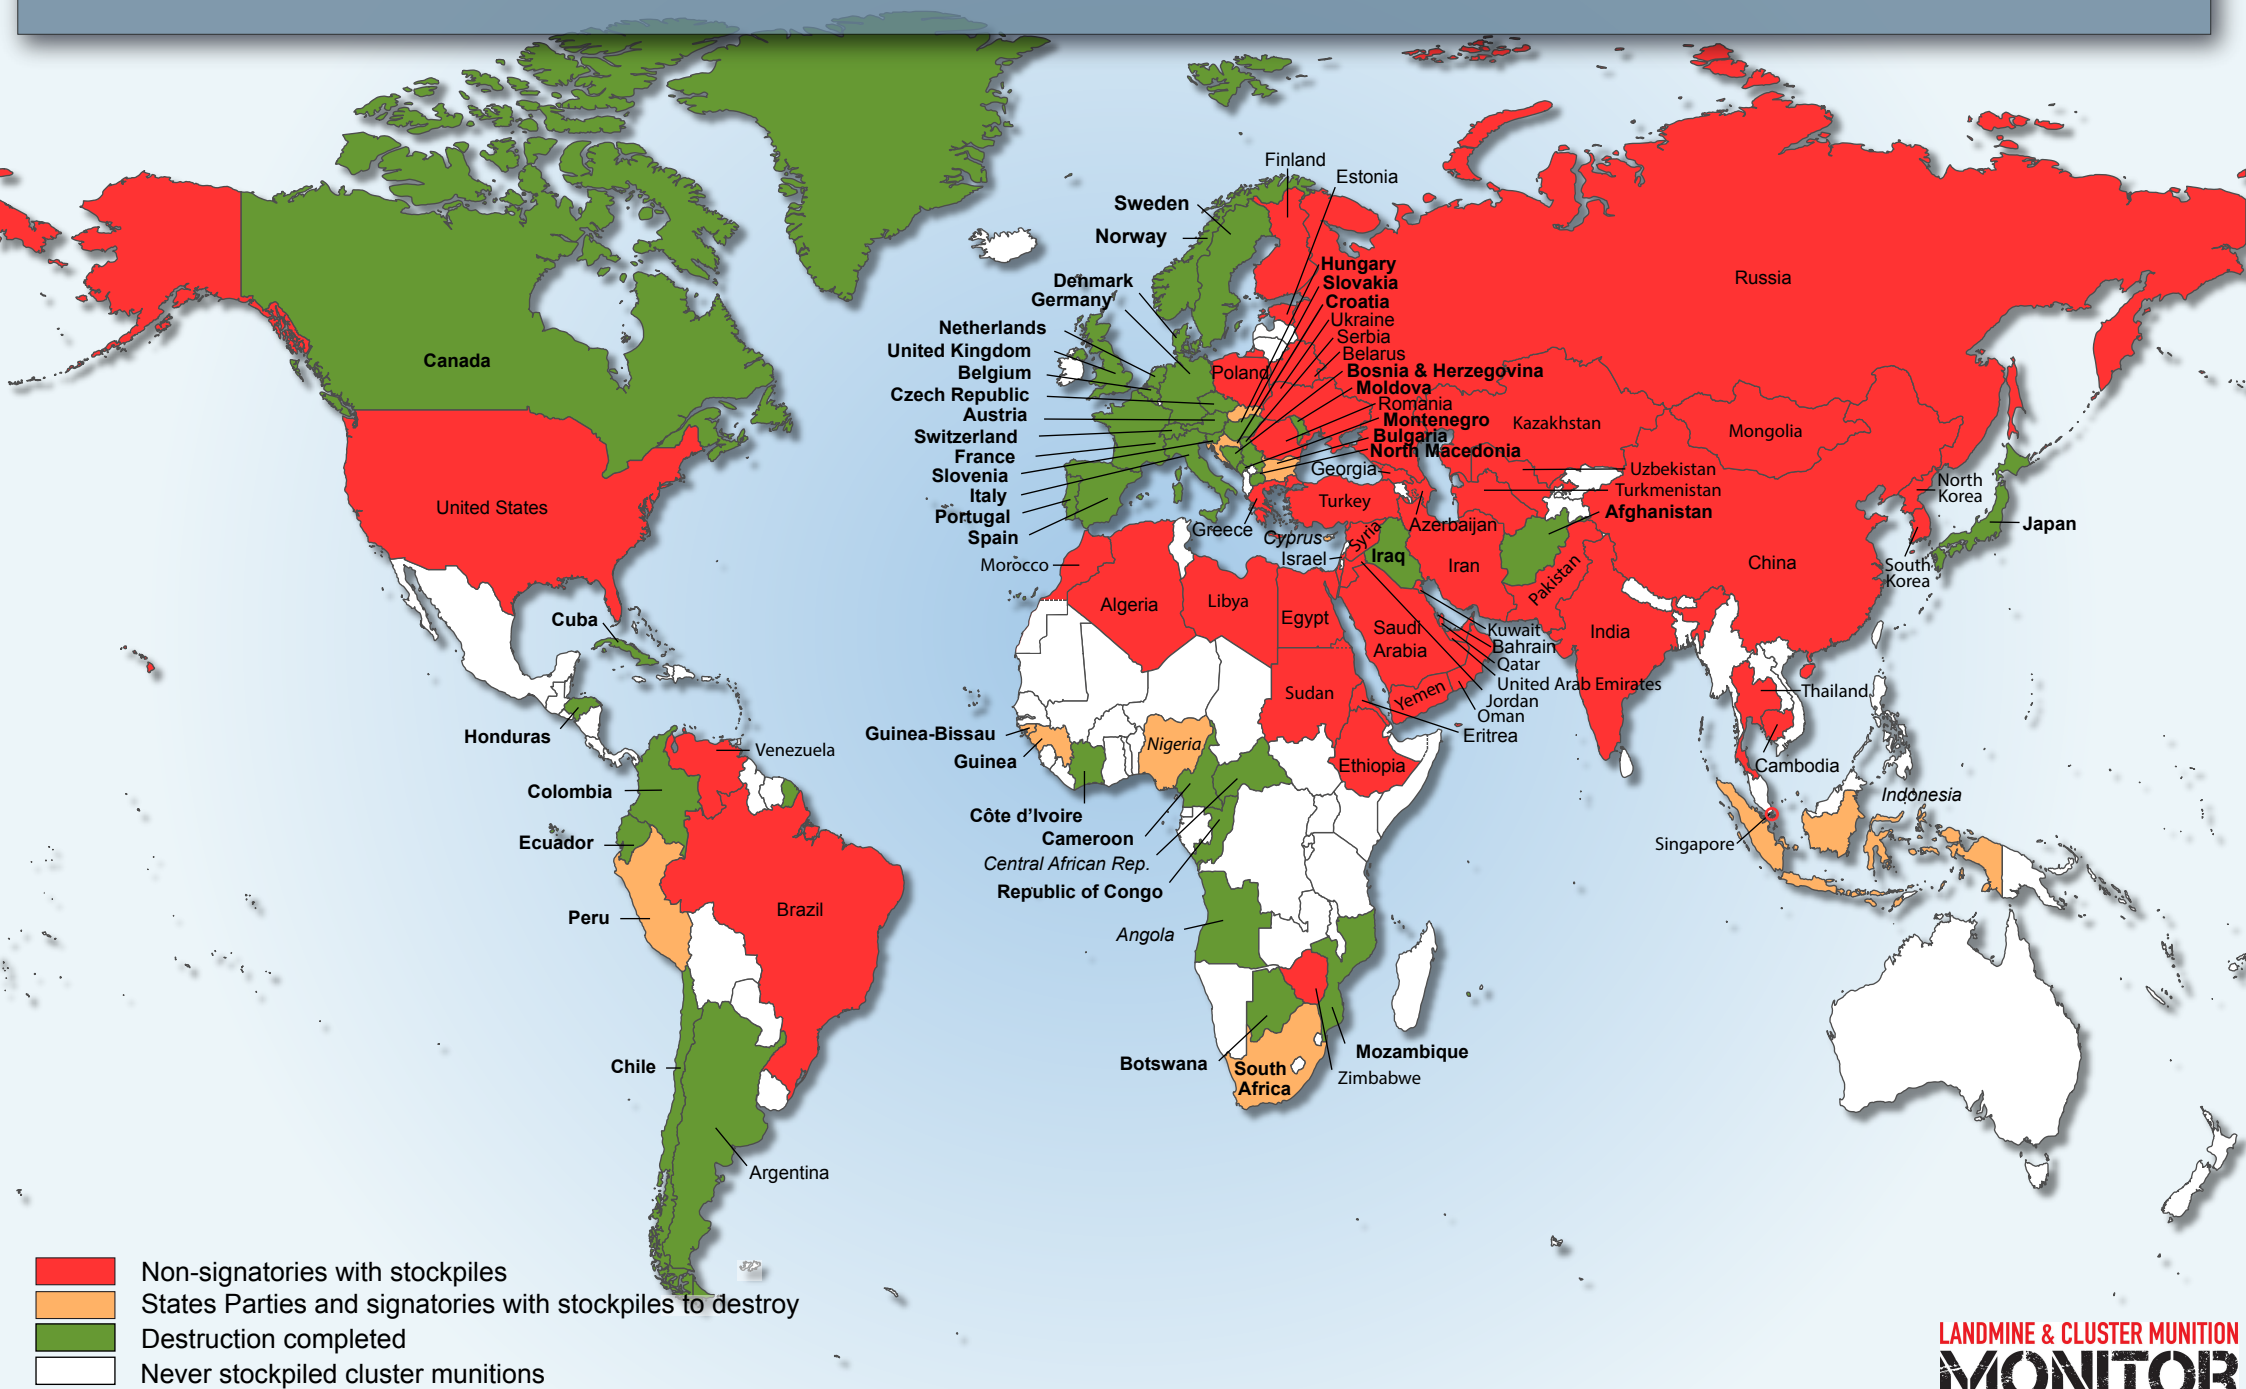 Finland
Estonia
Sweden
Norway
Hungary
Slovakia
Croatia
Ukraine
Serbia
Belarus
Bosnia & Herzegovina
Moldova
Romania
Montenegro
Bulgaria
North Macedonia
Denmark
Germany
Netherlands
United Kingdom
Belgium
Czech Republic
Austria
Switzerland
France
Slovenia
Italy
Portugal
Spain
Poland
Russia
Canada
United States
Kazakhstan
Mongolia
Georgia
Uzbekistan
Turkmenistan
Afghanistan
North
Korea
Japan
Turkey
Azerbaijan
Greece
Cyprus
Syria
Israel
Iraq
Iran
Pakistan
China
South
Korea
Morocco
Algeria
Libya
Egypt
Saudi
Arabia
India
Kuwait
Bahrain
Qatar
United Arab Emirates
Jordan
Oman
Yemen
Eritrea
Sudan
Ethiopia
Thailand
Cambodia
Indonesia
Singapore
Cuba
Honduras
Venezuela
Colombia
Ecuador
Peru
Brazil
Chile
Argentina
Guinea-Bissau
Guinea
Nigeria
Côte d'Ivoire
Cameroon
Central African Rep.
Republic of Congo
Angola
Botswana
South
Africa
Mozambique
Zimbabwe
Non-signatories with stockpiles
States Parties and signatories with stockpiles to destroy
Destruction completed
Never stockpiled cluster munitions
LANDMINE & CLUSTER MUNITION
MONITOR